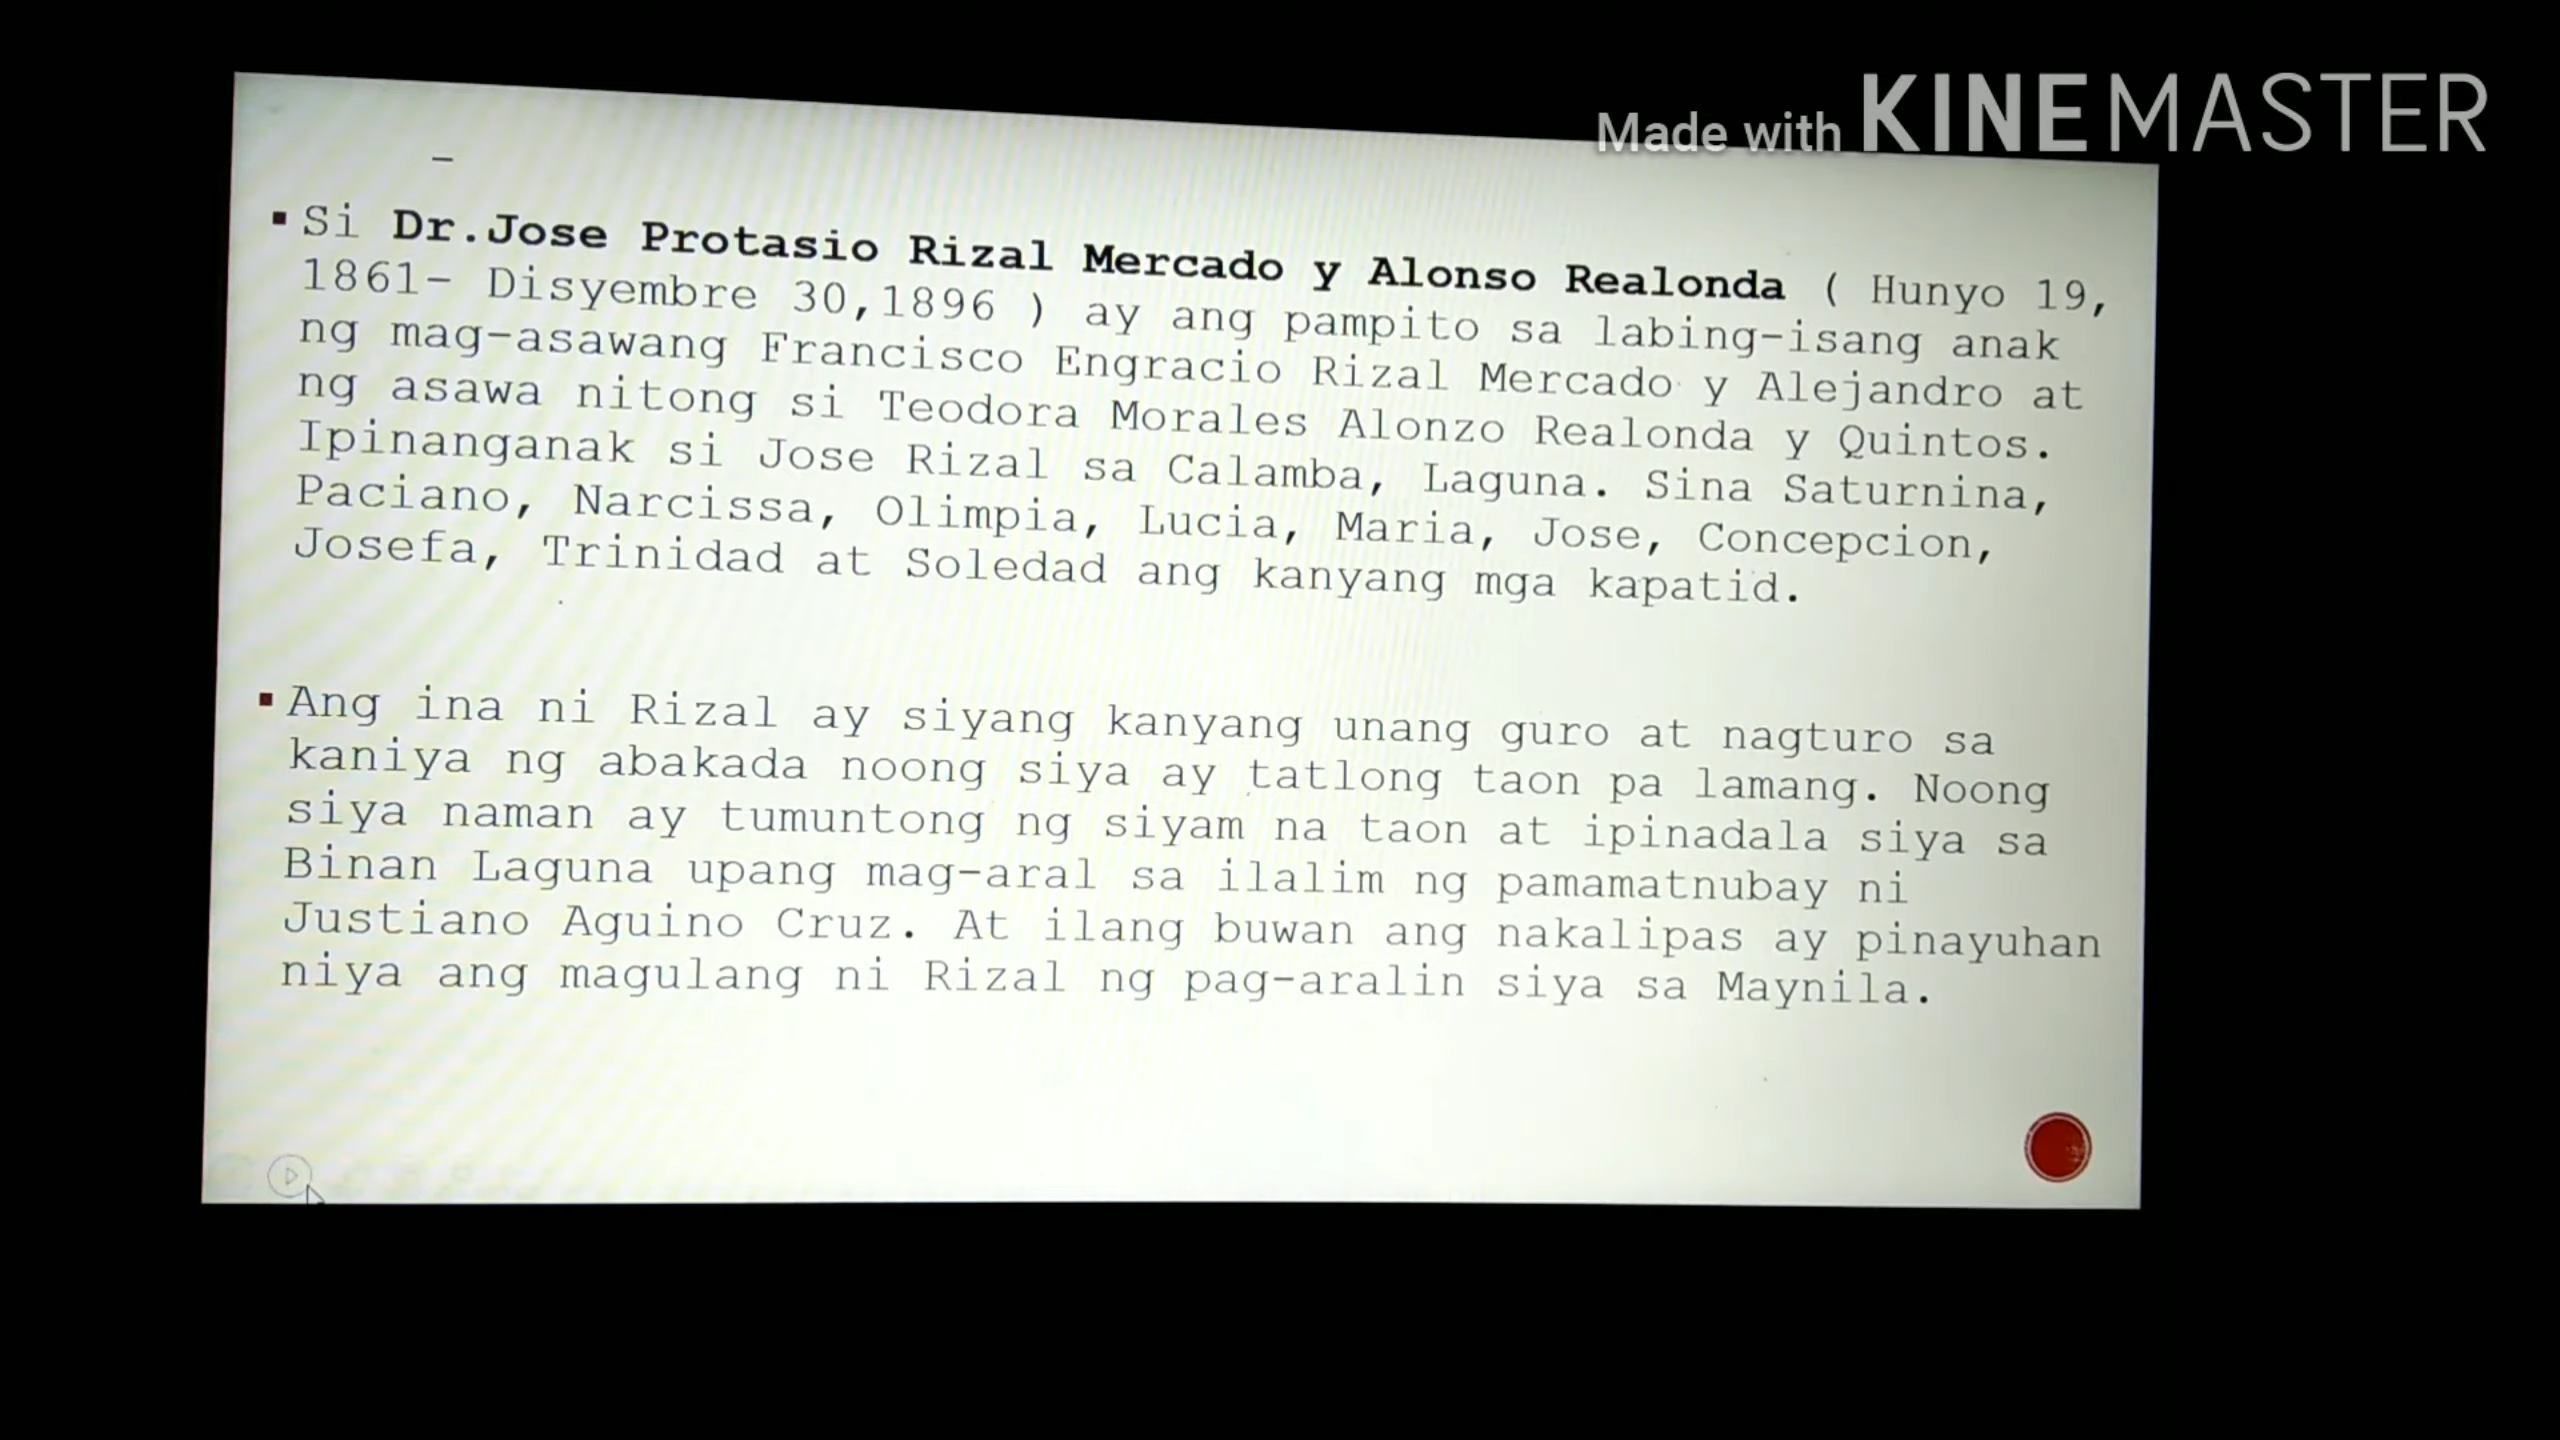 Made with KINEMASTER
–
▪ Si Dr.Jose Protasio Rizal Mercado y Alonso Realonda ( Hunyo 19,
1861- Disyembre 30,1896 ) ay ang pampito sa labing-isang anak
ng mag-asawang Francisco Engracio Rizal Mercado y Alejandro at
ng asawa nitong si Teodora Morales Alonzo Realonda y Quintos.
Ipinanganak si Jose Rizal sa Calamba, Laguna. Sina Saturnina,
Paciano, Narcissa, Olimpia, Lucia, Maria, Jose, Concepcion,
Josefa, Trinidad at Soledad ang kanyang mga kapatid.
▪ Ang ina ni Rizal ay siyang kanyang unang guro at nagturo sa
kaniya ng abakada noong siya ay tatlong taon pa lamang. Noong
siya naman ay tumuntong ng siyam na taon at ipinadala siya sa
Binan Laguna upang mag-aral sa ilalim ng pamamatnubay ni
Justiano Aguino Cruz. At ilang buwan ang nakalipas ay pinayuhan
niya ang magulang ni Rizal ng pag-aralin siya sa Maynila.